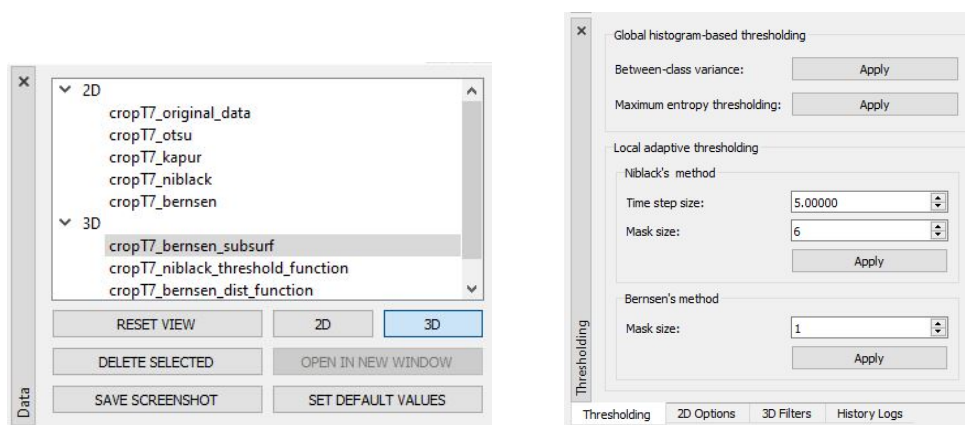 2D
cropT7_original_data
cropT7_otsu
cropT7_kapur
cropT7_niblack
cropT7_bernsen
3D
cropT7_bernsen_subsurf
cropT7_niblack_threshold_function
cropT7_bernsen_dist_function
RESET VIEW 2D 3D
DELETE SELECTED OPEN IN NEW WINDOW
SAVE SCREENSHOT SET DEFAULT VALUES
Data
Global histogram-based thresholding
Between-class variance: Apply
Maximum entropy thresholding: Apply
Local adaptive thresholding
Niblack's method
Time step size: 5.00000
Mask size: 6
Apply
Bernsen's method
Mask size: 1
Apply
Thresholding
Thresholding 2D Options 3D Filters History Logs